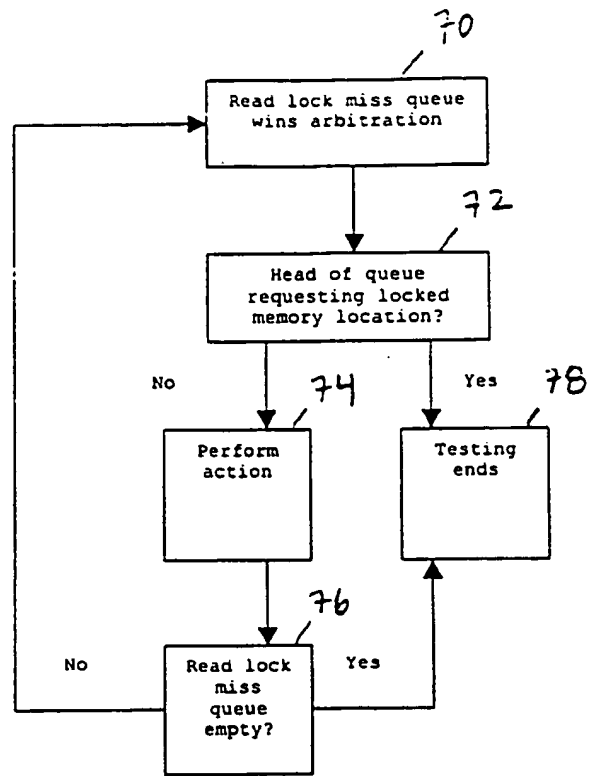 70
Read lock miss queue
wins arbitration
72
Head of queue
requesting locked
memory location?
No
74
Yes
78
Perform
action
Testing
ends
76
No
Read lock
miss
queue
empty?
Yes